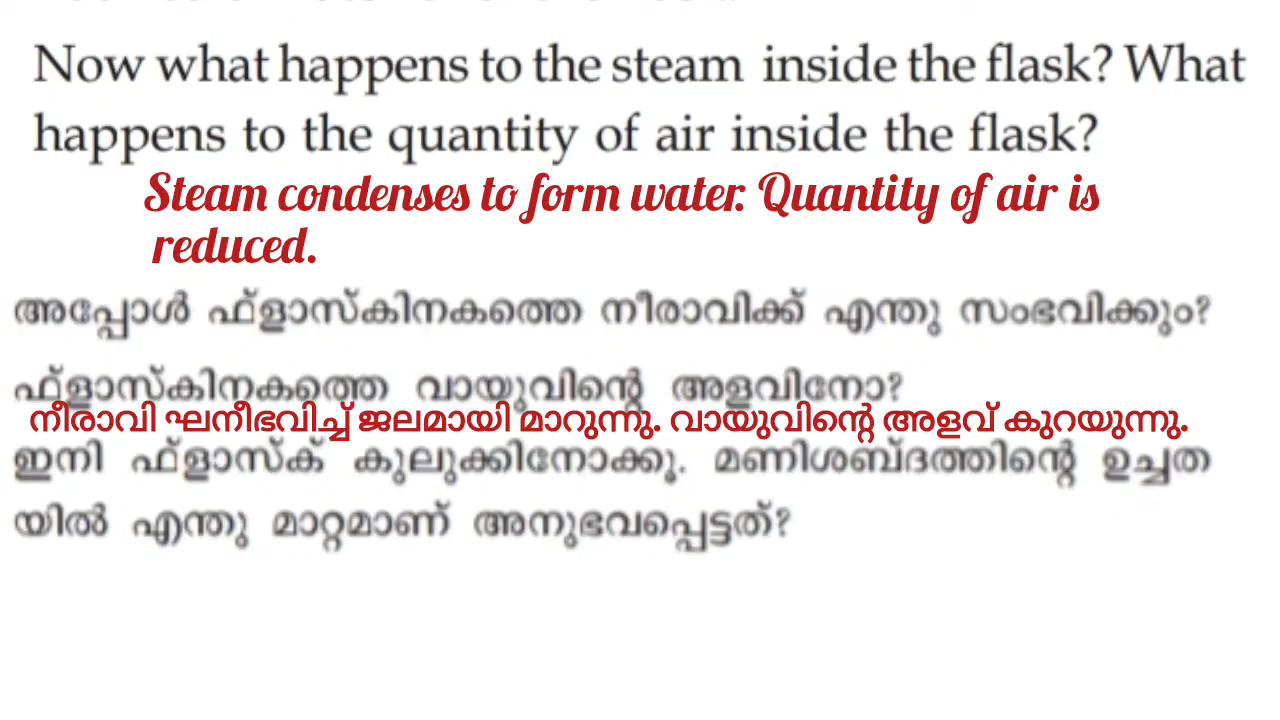 Now what happens to the steam inside the flask? What
happens to the quantity of air inside the flask?
Steam condenses to form water. Quantity of air is
reduced.
അപ്പോൾ ഫ്ളാസ്കിനകത്തെ നീരാവിക്ക് എന്തു സംഭവിക്കും?
ഫ്ളാസ്കിനകത്തെ വായുവിന്റെ അളവിനോ?
നീരാവി ഘനീഭവിച്ച് ജലമായി മാറുന്നു. വായുവിന്റെ അളവ് കുറയുന്നു.
ഇനി ഫ്ളാസ്ക് കുലുക്കിനോക്കൂ. മണിശബ്ദത്തിന്റെ ഉച്ചത
യിൽ എന്തു മാറ്റമാണ് അനുഭവപ്പെട്ടത്?